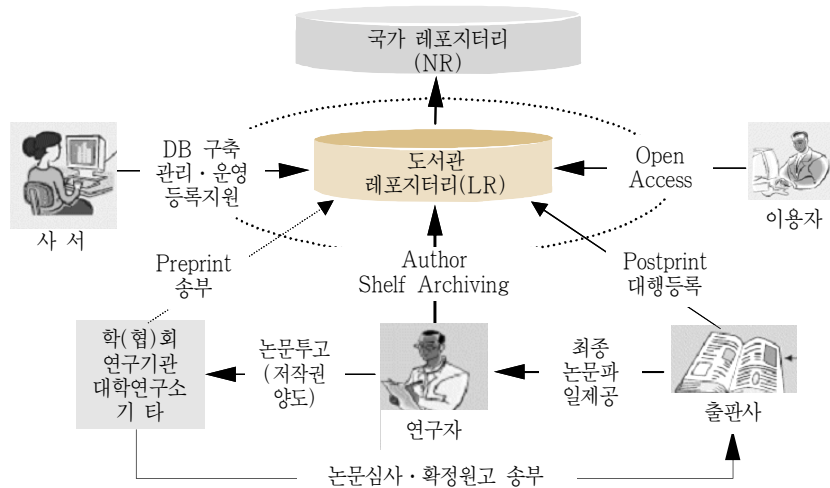 국가 레포지터리
(NR)
DB 구축
관리·운영
등록지원
도서관
레포지터리(LR)
Open
Access
사 서
이용자
Preprint
송부
Author
Shelf Archiving
Postprint
대행등록
학(협)회
연구기관
대학연구소
기 타
논문투고
(저작권
양도)
연구자
최종
논문파
일제공
출판사
논문심사·확정원고 송부